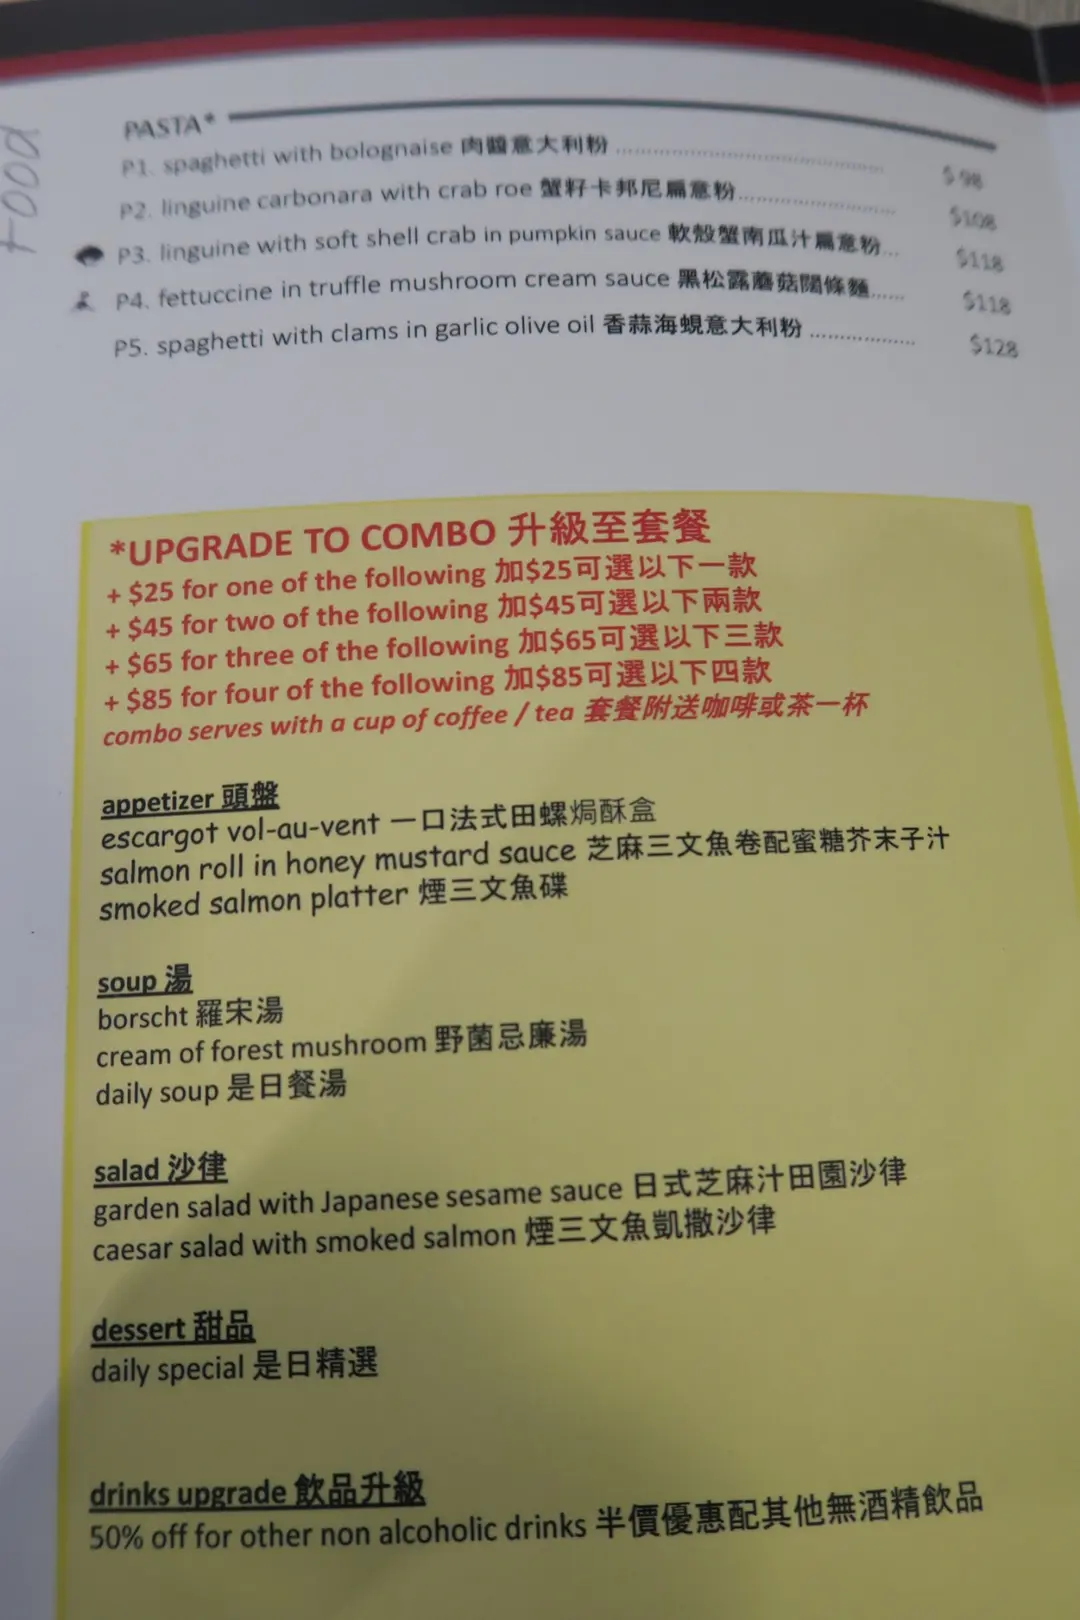 Food
PASTA*
P1. spaghetti with bolognaise 肉醬意大利粉 ........ $ 98
P2. linguine carbonara with crab roe 蟹籽卡邦尼扁意粉........ $108
P3. linguine with soft shell crab in pumpkin sauce 軟殼蟹南瓜汁扁意粉... $118
P4. fettuccine in truffle mushroom cream sauce 黑松露蘑菇闊條麵...... $118
P5. spaghetti with clams in garlic olive oil 香蒜海蜆意大利粉 ........ $128
*UPGRADE TO COMBO 升級至套餐
+ $25 for one of the following 加$25可選以下一款
+ $45 for two of the following 加$45可選以下兩款
+ $65 for three of the following 加$65可選以下三款
+ $85 for four of the following 加$85可選以下四款
combo serves with a cup of coffee / tea 套餐附送咖啡或茶一杯
appetizer 頭盤
escargot vol-au-vent 一口法式田螺焗酥盒
salmon roll in honey mustard sauce 芝麻三文魚卷配蜜糖芥末子汁
smoked salmon platter 煙三文魚碟
soup 湯
borscht 羅宋湯
cream of forest mushroom 野菌忌廉湯
daily soup 是日餐湯
salad 沙律
garden salad with Japanese sesame sauce 日式芝麻汁田園沙律
caesar salad with smoked salmon 煙三文魚凱撒沙律
dessert 甜品
daily special 是日精選
drinks upgrade 飲品升級
50% off for other non alcoholic drinks 半價優惠配其他無酒精飲品